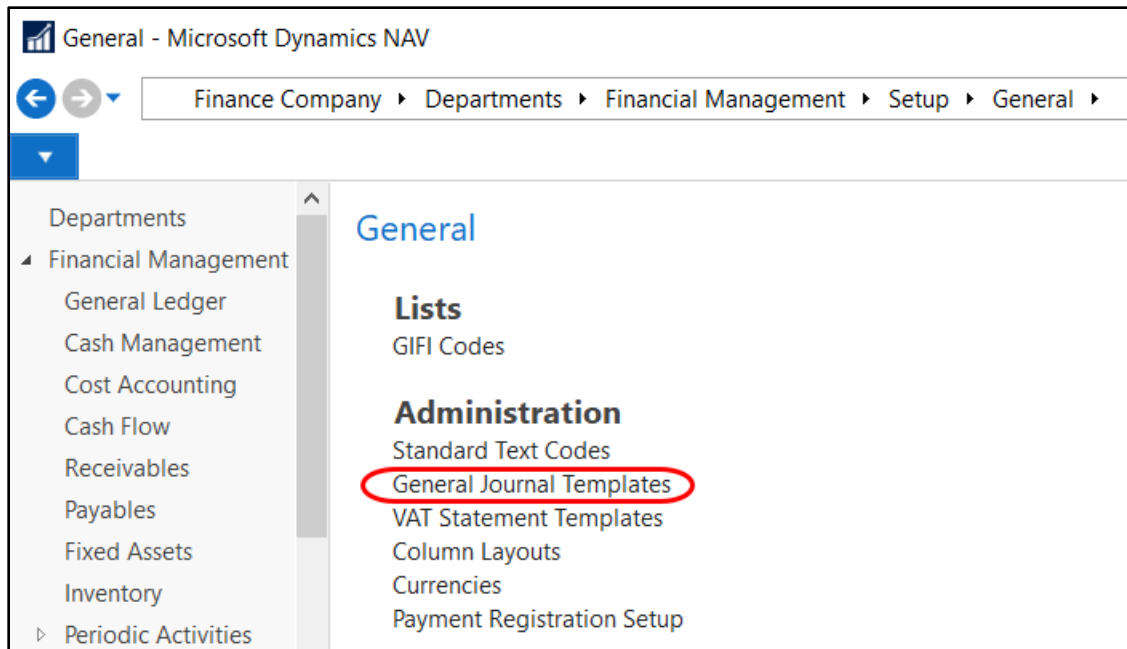 General - Microsoft Dynamics NAV
Finance Company Departments Financial Management Setup General
Departments
Financial Management
General Ledger
Cash Management
Cost Accounting
Cash Flow
Receivables
Payables
Fixed Assets
Inventory
Periodic Activities
General
Lists
GIFI Codes
Administration
Standard Text Codes
General Journal Templates
VAT Statement Templates
Column Layouts
Currencies
Payment Registration Setup